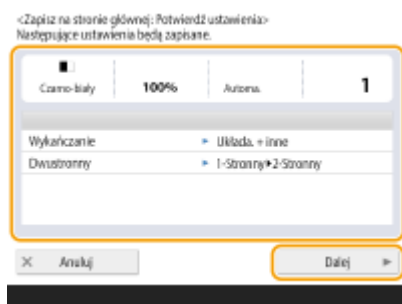 <Zapisz na stronie głównej: Potwierdź ustawienia>
Następujące ustawienia będą zapisane.
Czarno-biały 100% Automa. 1
Wykańczanie ► Układa. + inne
Dwustronny ► 1-Stronny►2-Stronny
× Anuluj Dalej ►